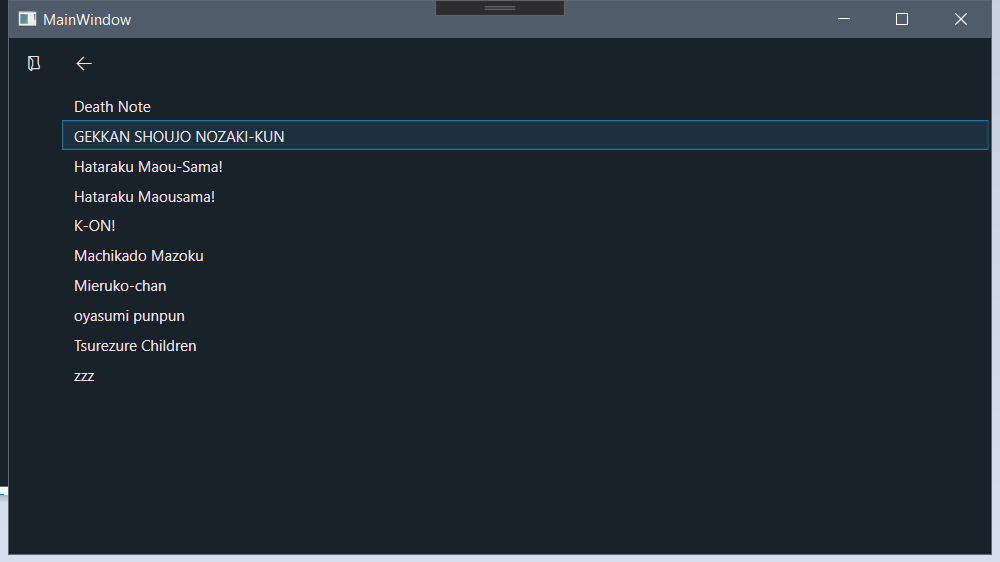 MainWindow
Death Note
GEKKAN SHOUJO NOZAKI-KUN
Hataraku Maou-Sama!
Hataraku Maousama!
K-ON!
Machikado Mazoku
Mieruko-chan
oyasumi punpun
Tsurezure Children
zzz